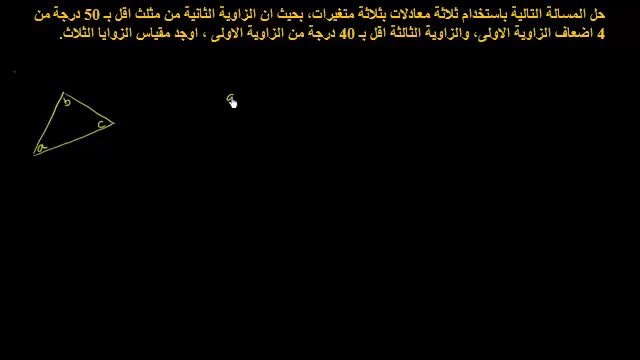 حل المسالة التالية باستخدام ثلاثة معادلات بثلاثة متغيرات، بحيث ان الزاوية الثانية من مثلث اقل بـ 50 درجة من
4 اضعاف الزاوية الاولى، والزاوية الثالثة اقل بـ 40 درجة من الزاوية الاولى ، اوجد مقياس الزوايا الثلاث.
b
c
a